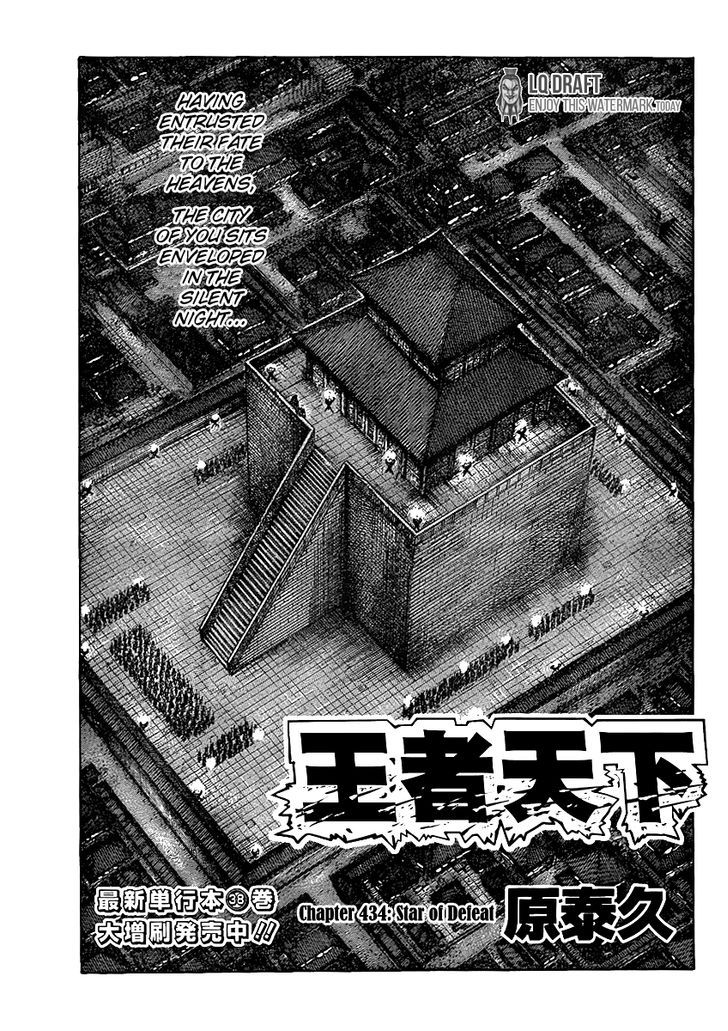 LQ DRAFT
ENJOY THIS WATERMARK.TODAY
HAVING
ENTRUSTED
THEIR FATE
TO THE
HEAVENS,
THE CITY
OF YOU SITS
ENVELOPED
IN THE
SILENT
NIGHT...
王者天下
最新単行本38巻
大増刷発売中!!
Chapter 434: Star of Defeat
原泰久